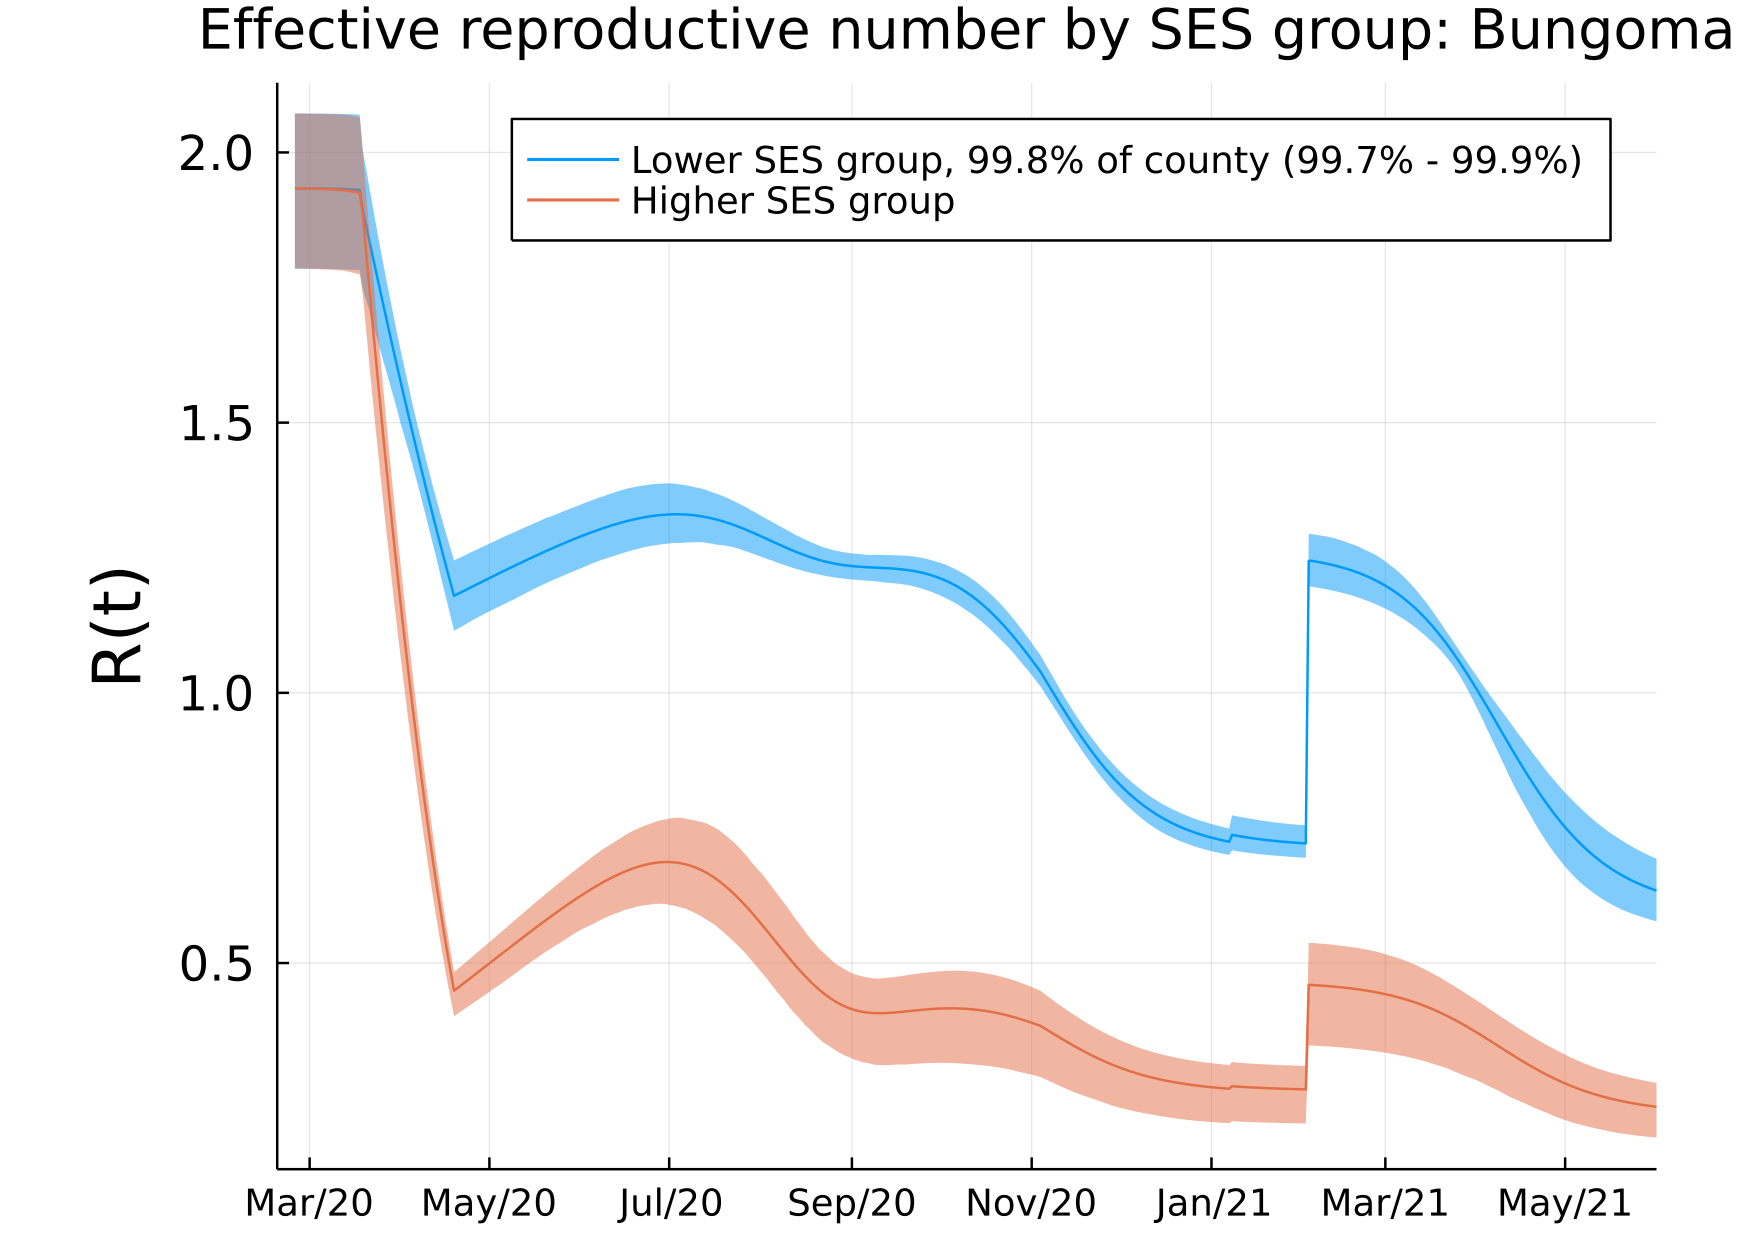 Effective reproductive number by SES group: Bungoma
Lower SES group, 99.8% of county (99.7% - 99.9%)
Higher SES group
R(t)
2.0
1.5
1.0
0.5
Mar/20 May/20 Jul/20 Sep/20 Nov/20 Jan/21 Mar/21 May/21